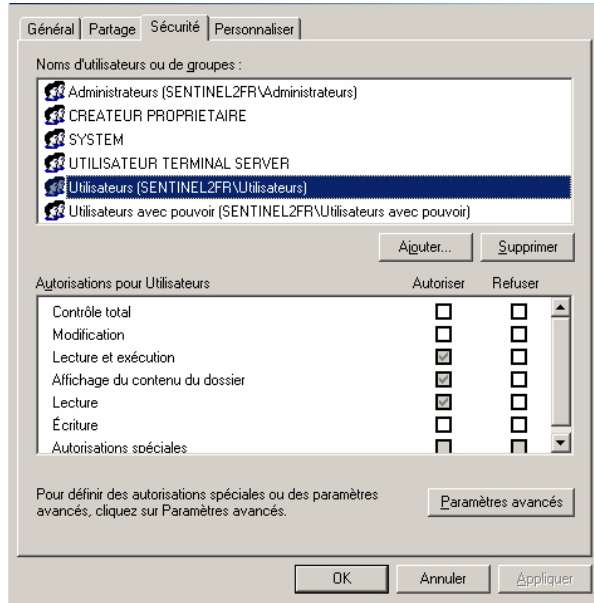 Général Partage Sécurité Personnaliser
Noms d'utilisateurs ou de groupes :
Administrateurs (SENTINEL2FR\Administrateurs)
CREATEUR PROPRIETAIRE
SYSTEM
UTILISATEUR TERMINAL SERVER
Utilisateurs (SENTINEL2FR\Utilisateurs)
Utilisateurs avec pouvoir (SENTINEL2FR\Utilisateurs avec pouvoir)
Ajouter... Supprimer
Autorisations pour Utilisateurs Autoriser Refuser
Contrôle total
Modification
Lecture et exécution
Affichage du contenu du dossier
Lecture
Écriture
Autorisations spéciales
Pour définir des autorisations spéciales ou des paramètres
avancés, cliquez sur Paramètres avancés.
Paramètres avancés
OK Annuler Appliquer